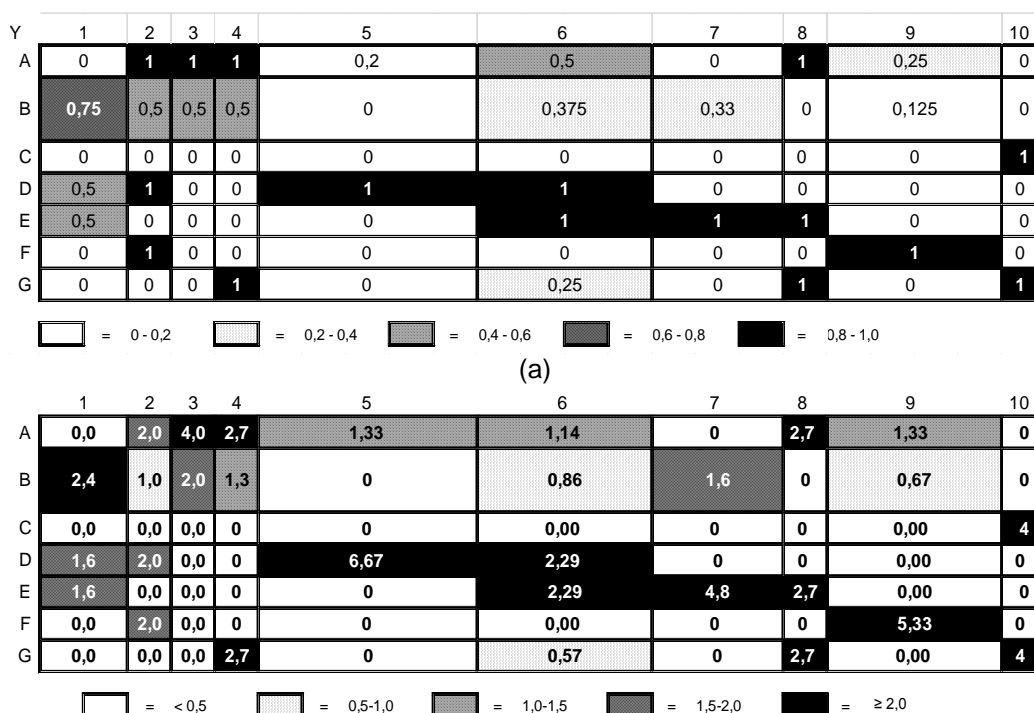 Y 1 2 3 4 5 6 7 8 9 10
A 0 1 1 1 0,2 0,5 0 1 0,25 0
B 0,75 0,5 0,5 0,5 0 0,375 0,33 0 0,125 0
C 0 0 0 0 0 0 0 0 0 1
D 0,5 1 0 0 1 1 0 0 0 0
E 0,5 0 0 0 0 1 1 1 0 0
F 0 1 0 0 0 0 0 0 1 0
G 0 0 0 1 0 0,25 0 1 0 1
= 0 - 0,2 = 0,2 - 0,4 = 0,4 - 0,6 = 0,6 - 0,8 = 0,8 - 1,0
(a)
1 2 3 4 5 6 7 8 9 10
A 0,0 2,0 4,0 2,7 1,33 1,14 0 2,7 1,33 0
B 2,4 1,0 2,0 1,3 0 0,86 1,6 0 0,67 0
C 0,0 0,0 0,0 0 0 0,00 0 0 0,00 4
D 1,6 2,0 0,0 0 6,67 2,29 0 0 0,00 0
E 1,6 0,0 0,0 0 0 2,29 4,8 2,7 0,00 0
F 0,0 2,0 0,0 0 0 0,00 0 0 5,33 0
G 0,0 0,0 0,0 2,7 0 0,57 0 2,7 0,00 4
= < 0,5 = 0,5-1,0 = 1,0-1,5 = 1,5-2,0 = ≥ 2,0